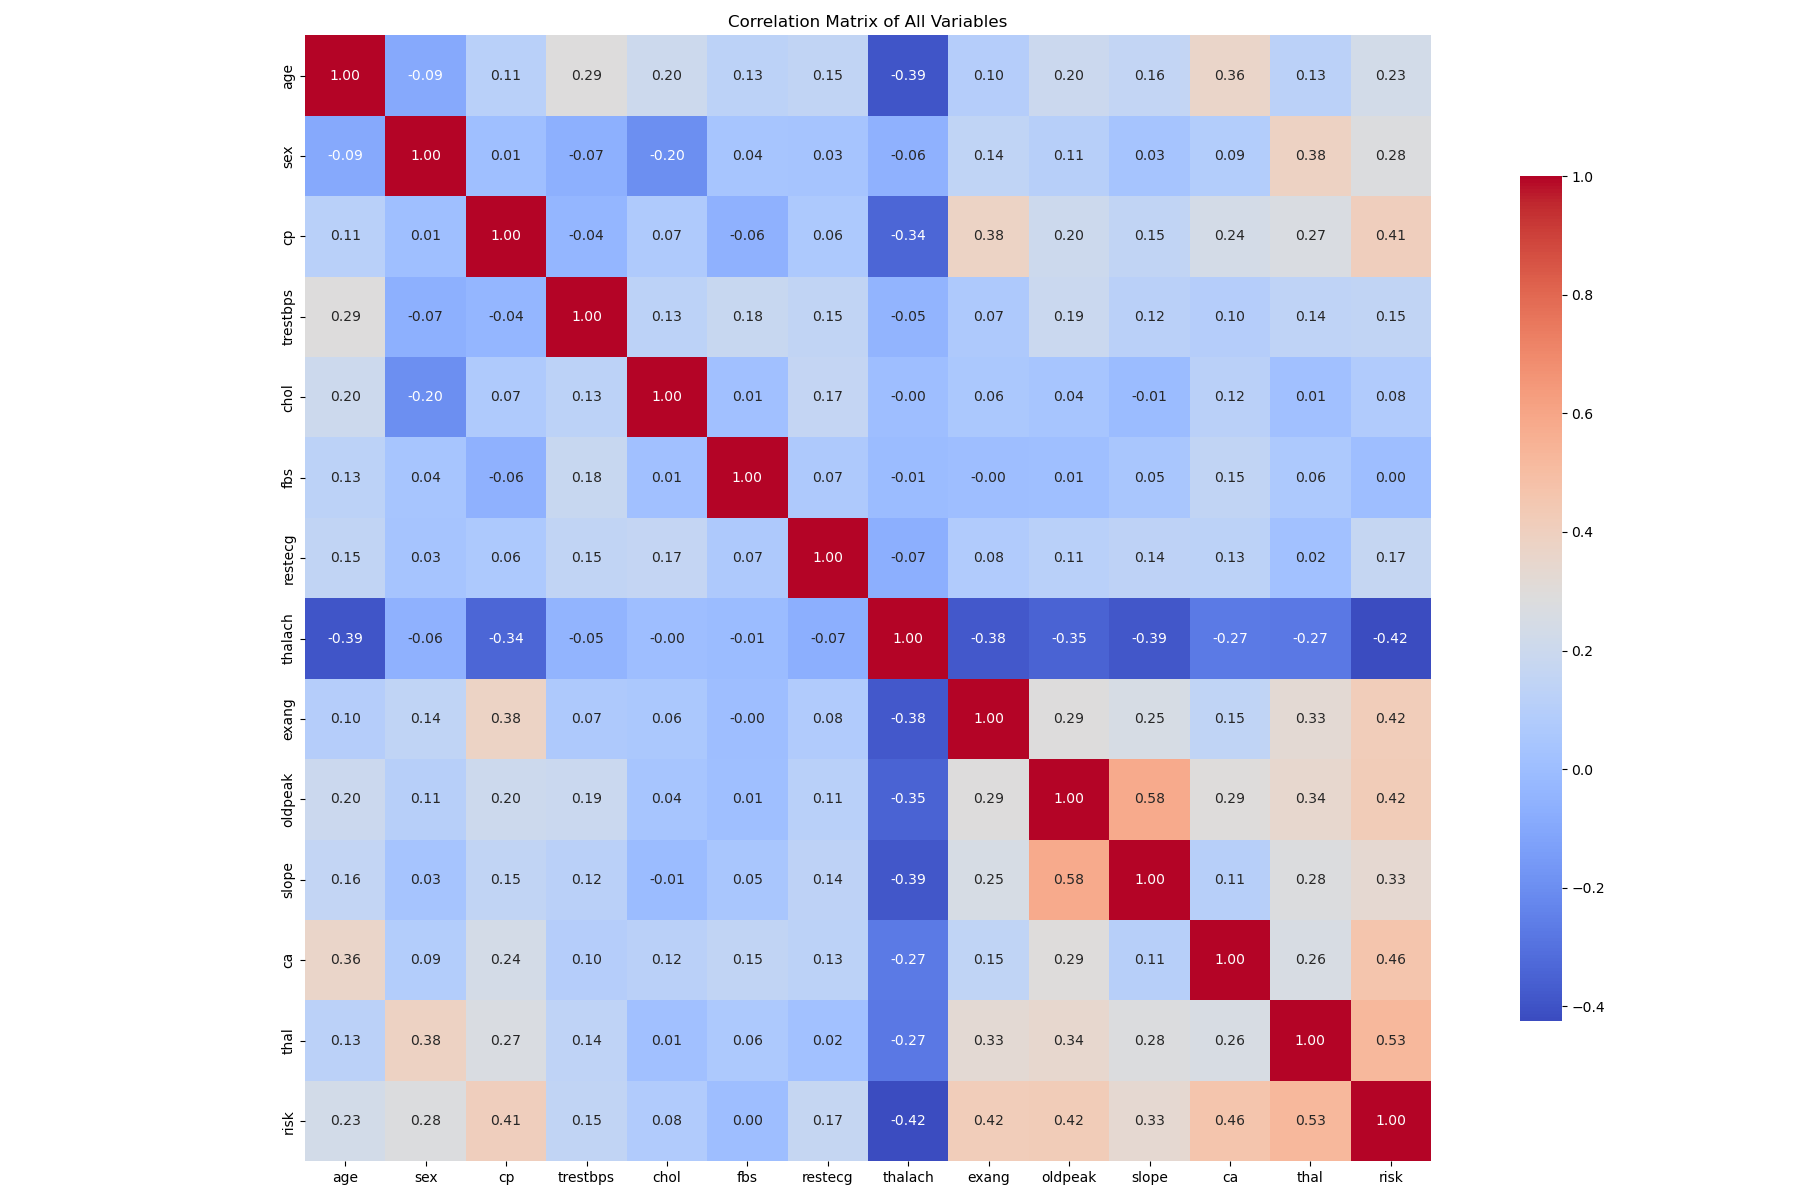 Correlation Matrix of All Variables
age 1.00 -0.09 0.11 0.29 0.20 0.13 0.15 -0.39 0.10 0.20 0.16 0.36 0.13 0.23
sex -0.09 1.00 0.01 -0.07 -0.20 0.04 0.03 -0.06 0.14 0.11 0.03 0.09 0.38 0.28
cp 0.11 0.01 1.00 -0.04 0.07 -0.06 0.06 -0.34 0.38 0.20 0.15 0.24 0.27 0.41
trestbps 0.29 -0.07 -0.04 1.00 0.13 0.18 0.15 -0.05 0.07 0.19 0.12 0.10 0.14 0.15
chol 0.20 -0.20 0.07 0.13 1.00 0.01 0.17 -0.00 0.06 0.04 -0.01 0.12 0.01 0.08
fbs 0.13 0.04 -0.06 0.18 0.01 1.00 0.07 -0.01 -0.00 0.01 0.05 0.15 0.06 0.00
restecg 0.15 0.03 0.06 0.15 0.17 0.07 1.00 -0.07 0.08 0.11 0.14 0.13 0.02 0.17
thalach -0.39 -0.06 -0.34 -0.05 -0.00 -0.01 -0.07 1.00 -0.38 -0.35 -0.39 -0.27 -0.27 -0.42
exang 0.10 0.14 0.38 0.07 0.06 -0.00 0.08 -0.38 1.00 0.29 0.25 0.15 0.33 0.42
oldpeak 0.20 0.11 0.20 0.19 0.04 0.01 0.11 -0.35 0.29 1.00 0.58 0.29 0.34 0.42
slope 0.16 0.03 0.15 0.12 -0.01 0.05 0.14 -0.39 0.25 0.58 1.00 0.11 0.28 0.33
ca 0.36 0.09 0.24 0.10 0.12 0.15 0.13 -0.27 0.15 0.29 0.11 1.00 0.26 0.46
thal 0.13 0.38 0.27 0.14 0.01 0.06 0.02 -0.27 0.33 0.34 0.28 0.26 1.00 0.53
risk 0.23 0.28 0.41 0.15 0.08 0.00 0.17 -0.42 0.42 0.42 0.33 0.46 0.53 1.00
age sex cp trestbps chol fbs restecg thalach exang oldpeak slope ca thal risk
1.0
0.8
0.6
0.4
0.2
0.0
−0.2
−0.4